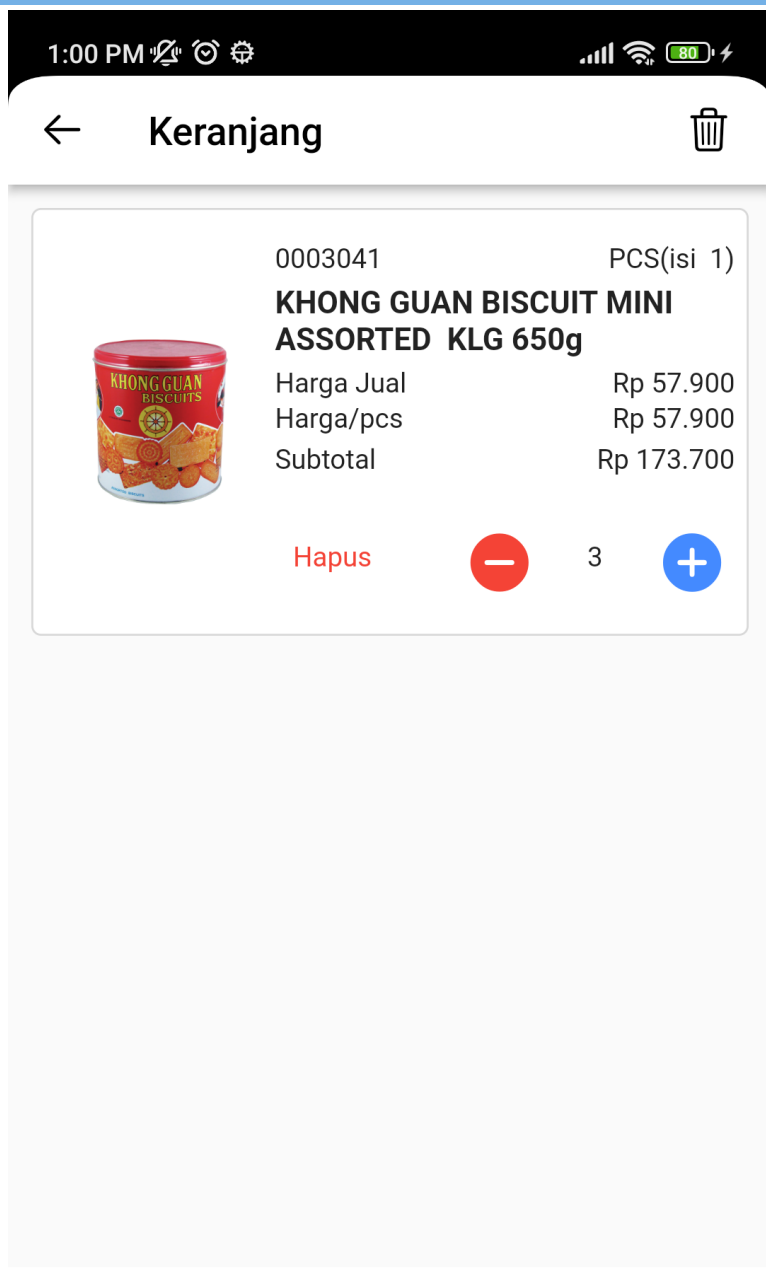 1:00 PM
80
Keranjang
0003041 PCS(isi 1)
KHONG GUAN BISCUIT MINI
ASSORTED KLG 650g
KHONG GUAN
BISCUITS
Harga Jual Rp 57.900
Harga/pcs Rp 57.900
Subtotal Rp 173.700
Hapus 3